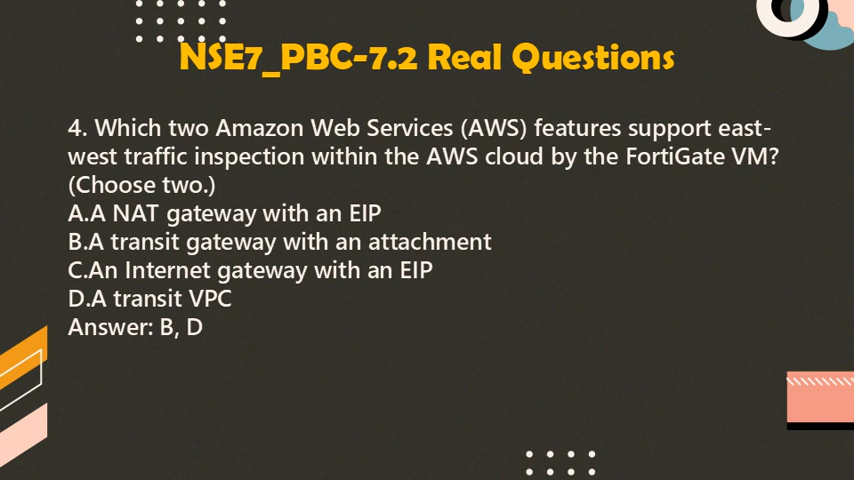 NSE7_PBC-7.2 Real Questions
4. Which two Amazon Web Services (AWS) features support east-
west traffic inspection within the AWS cloud by the FortiGate VM?
(Choose two.)
A.A NAT gateway with an EIP
B.A transit gateway with an attachment
C.An Internet gateway with an EIP
D.A transit VPC
Answer: B, D